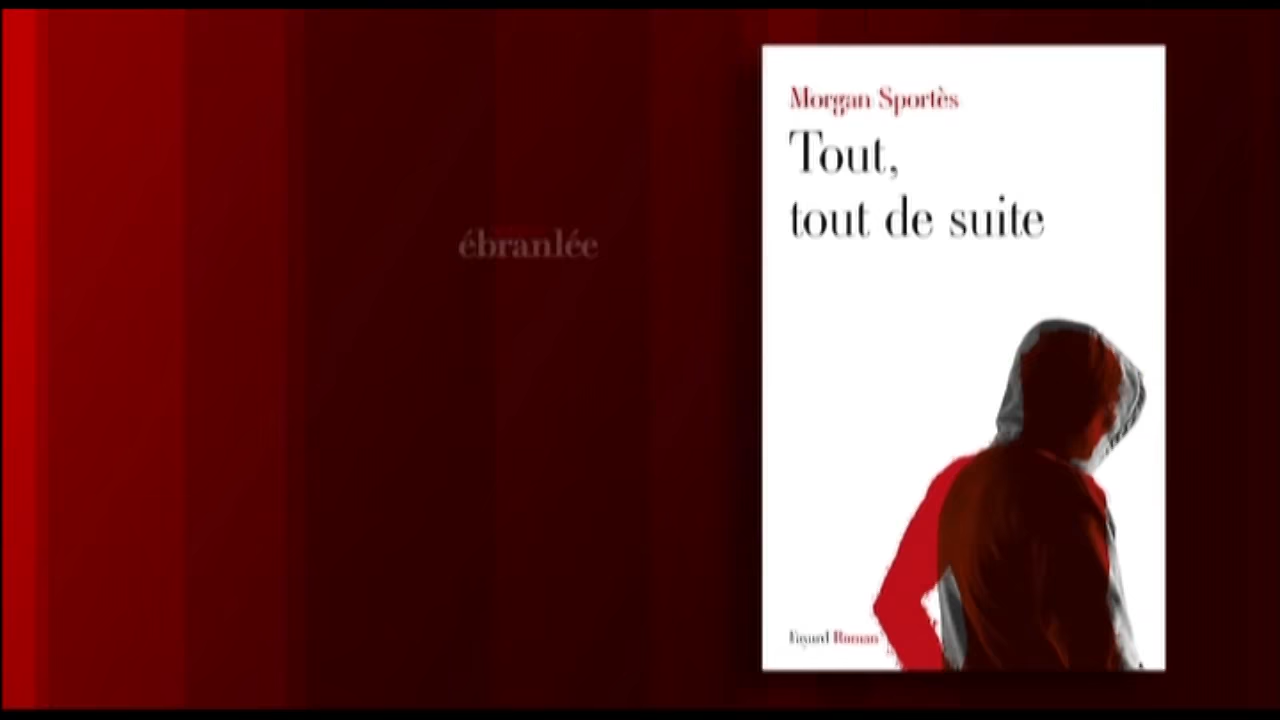 ébranlée
Morgan Sportès
Tout,
tout de suite
Fayard Roman